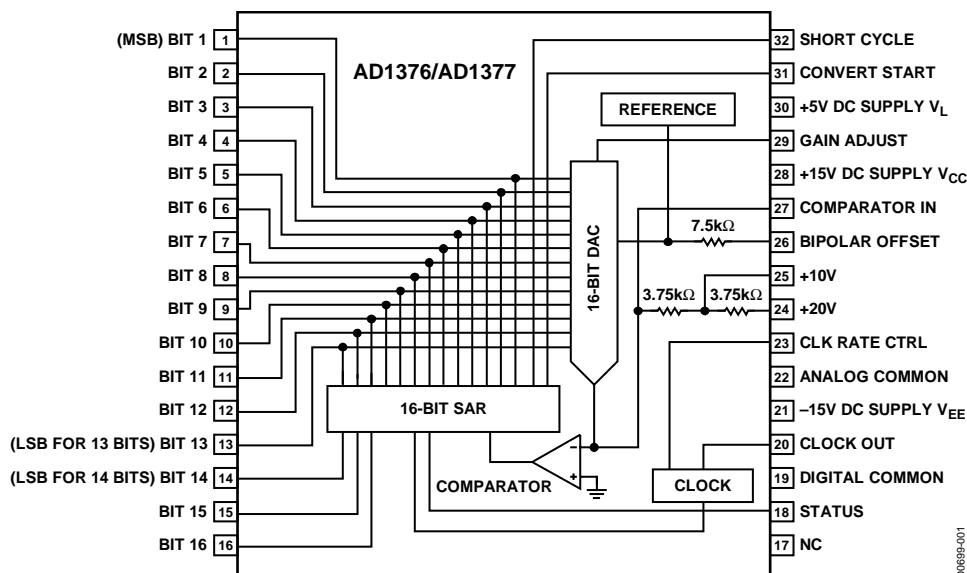 AD1376/AD1377
(MSB) BIT 1 1
BIT 2 2
BIT 3 3
BIT 4 4
BIT 5 5
BIT 6 6
BIT 7 7
BIT 8 8
BIT 9 9
BIT 10 10
BIT 11 11
BIT 12 12
(LSB FOR 13 BITS) BIT 13 13
(LSB FOR 14 BITS) BIT 14 14
BIT 15 15
BIT 16 16
REFERENCE
16-BIT DAC
7.5kΩ
3.75kΩ 3.75kΩ
16-BIT SAR
COMPARATOR
–
+
CLOCK
32 SHORT CYCLE
31 CONVERT START
30 +5V DC SUPPLY VL
29 GAIN ADJUST
28 +15V DC SUPPLY VCC
27 COMPARATOR IN
26 BIPOLAR OFFSET
25 +10V
24 +20V
23 CLK RATE CTRL
22 ANALOG COMMON
21 –15V DC SUPPLY VEE
20 CLOCK OUT
19 DIGITAL COMMON
18 STATUS
17 NC
00699-001